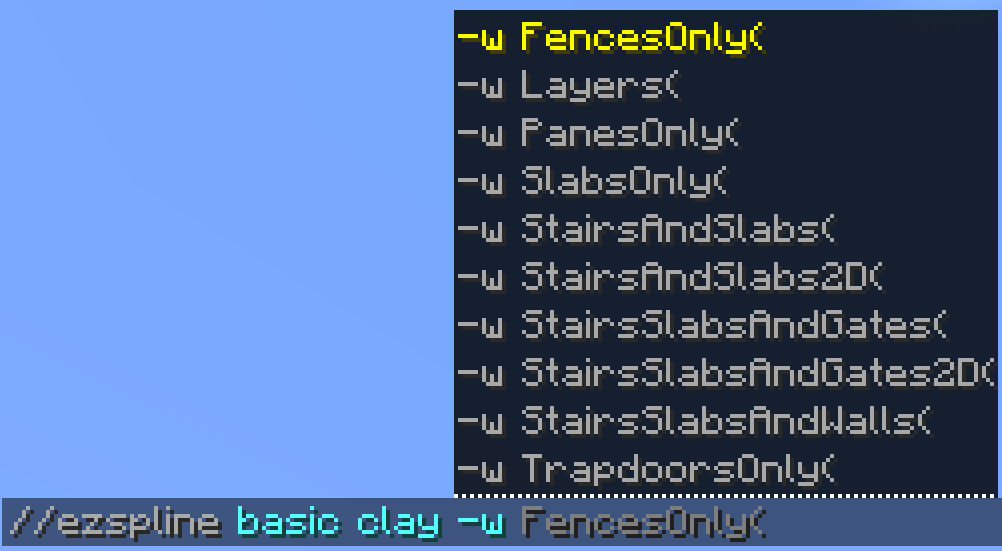 -w FencesOnly(
-w Layers(
-w PanesOnly(
-w SlabsOnly(
-w StairsAndSlabs(
-w StairsAndSlabs2D(
-w StairsSlabsAndGates(
-w StairsSlabsAndGates2D(
-w StairsSlabsAndWalls(
-w TrapdoorsOnly(
//ezspline basic clay -w FencesOnly(